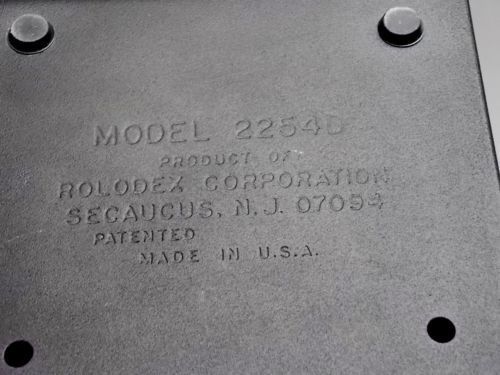 MODEL 2254D
PRODUCT OF
ROLODEX CORPORATION
SECAUCUS, N.J. 07094
PATENTED
MADE IN U.S.A.